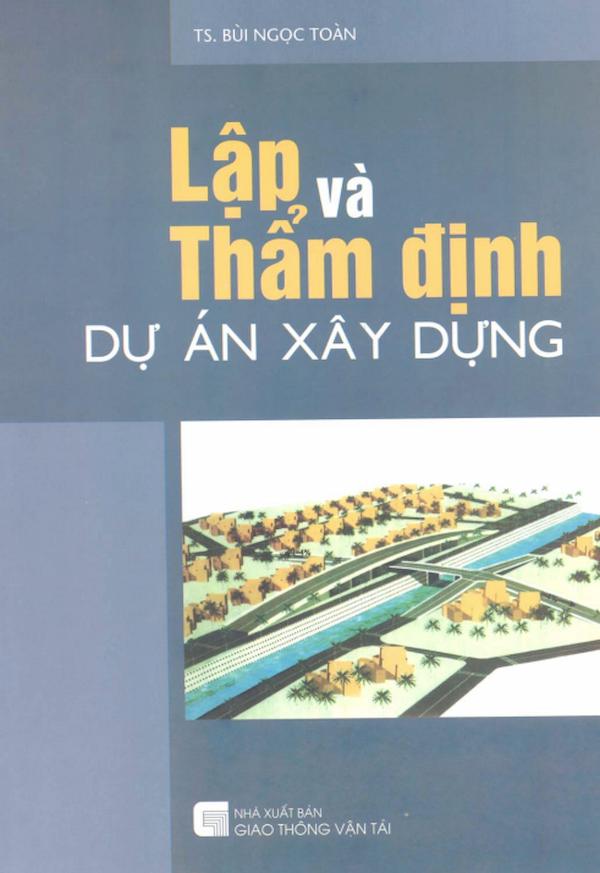 TS. BÙI NGỌC TOÀN
Lập và
Thẩm định
DỰ ÁN XÂY DỰNG
NHÀ XUẤT BẢN
GIAO THÔNG VẬN TẢI